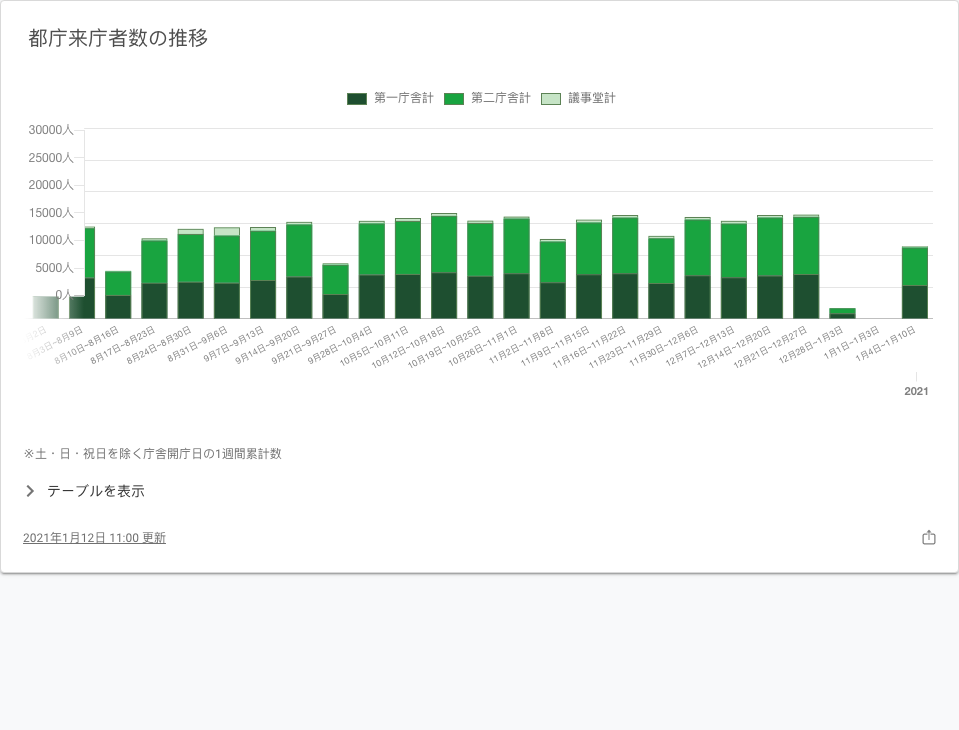 都庁来庁者数の推移
第一庁舎計 第二庁舎計 議事堂計
30000人
25000人
20000人
15000人
10000人
5000人
0人
8月10日~8月16日
8月17日~8月23日
8月24日~8月30日
8月31日~9月6日
9月7日~9月13日
9月14日~9月20日
9月21日~9月27日
9月28日~10月4日
10月5日~10月11日
10月12日~10月18日
10月19日~10月25日
10月26日~11月1日
11月2日~11月8日
11月9日~11月15日
11月16日~11月22日
11月23日~11月29日
11月30日~12月6日
12月7日~12月13日
12月14日~12月20日
12月21日~12月27日
12月28日~1月3日
1月1日~1月3日
1月4日~1月10日
2021
※土・日・祝日を除く庁舎開庁日の1週間累計数
テーブルを表示
2021年1月12日 11:00 更新